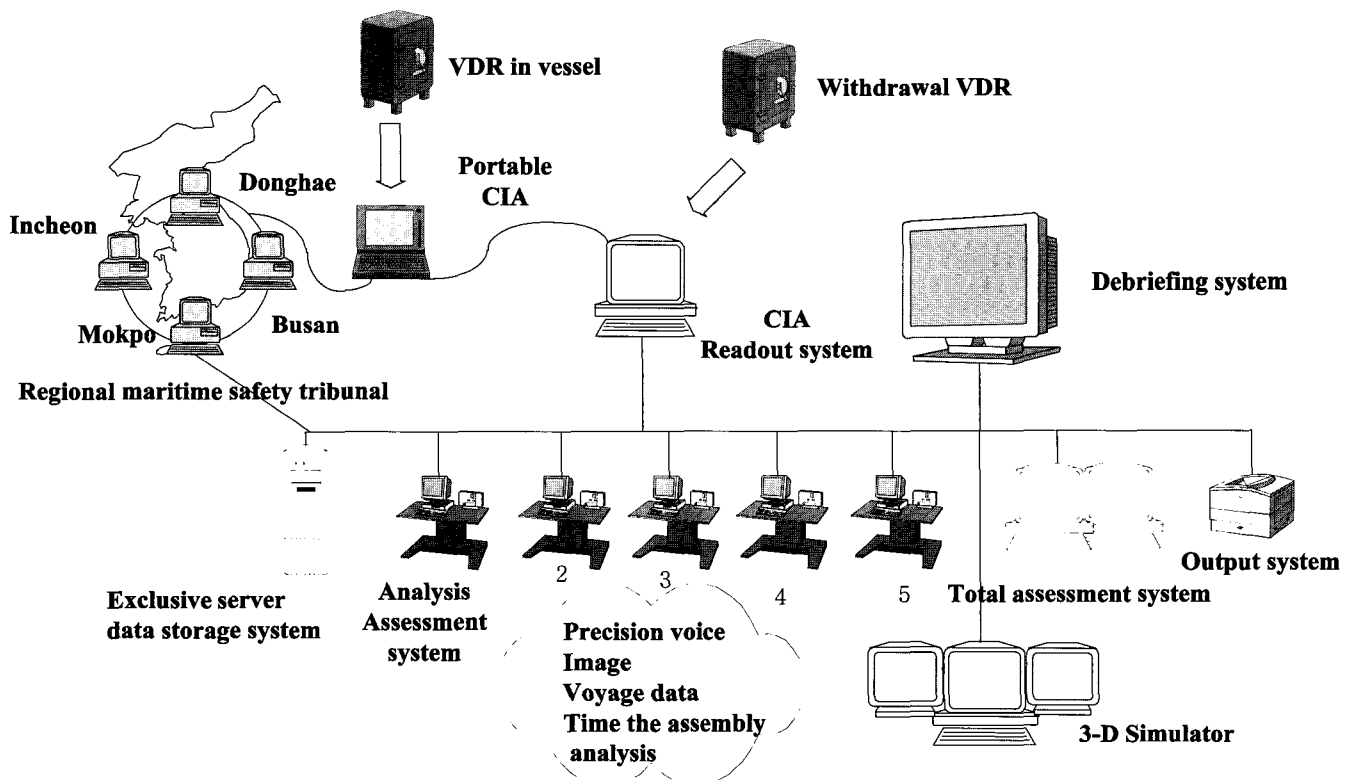 VDR in vessel
Withdrawal VDR
Portable
CIA
Donghae
Incheon
Mokpo
Busan
Regional maritime safety tribunal
CIA
Readout system
Debriefing system
Exclusive server
data storage system
Analysis
Assessment
system
2
3
4
5
Total assessment system
Output system
Precision voice
Image
Voyage data
Time the assembly
analysis
3-D Simulator